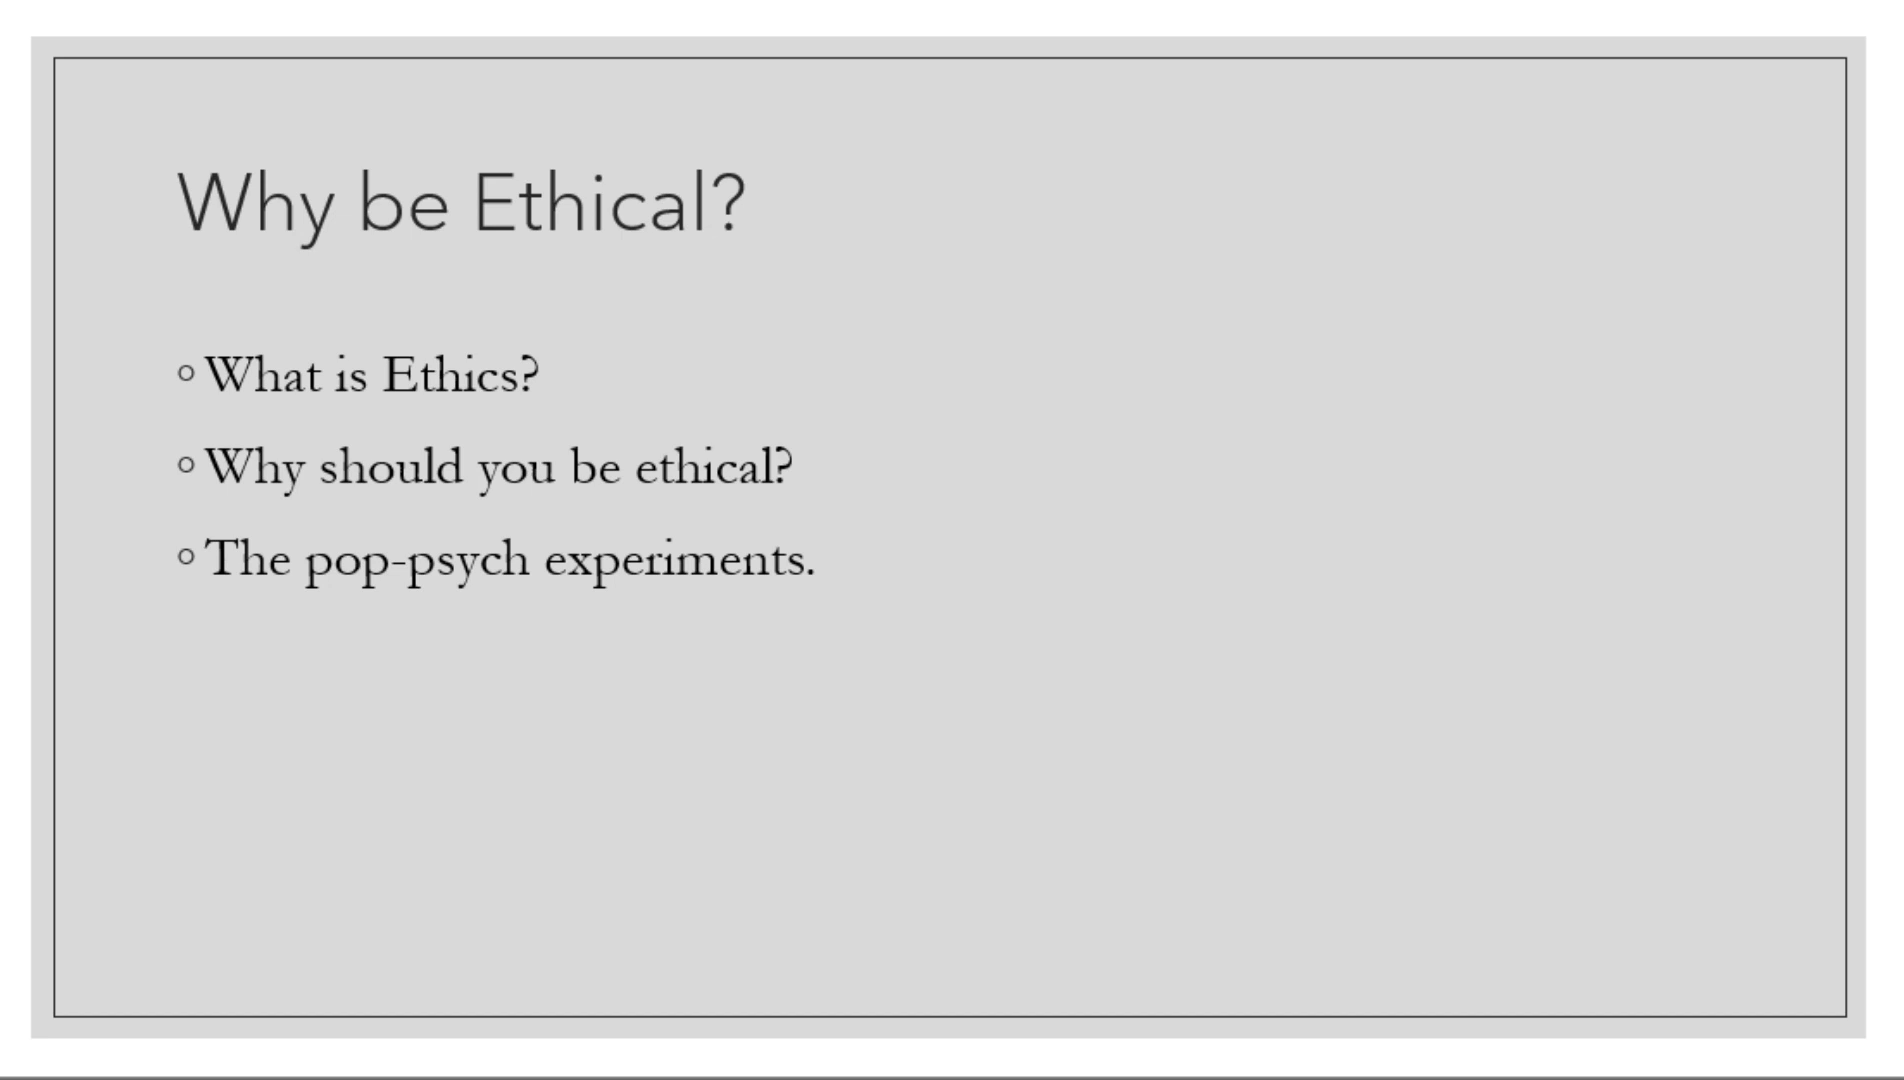 Why be Ethical?
◦ What is Ethics?
◦ Why should you be ethical?
◦ The pop-psych experiments.